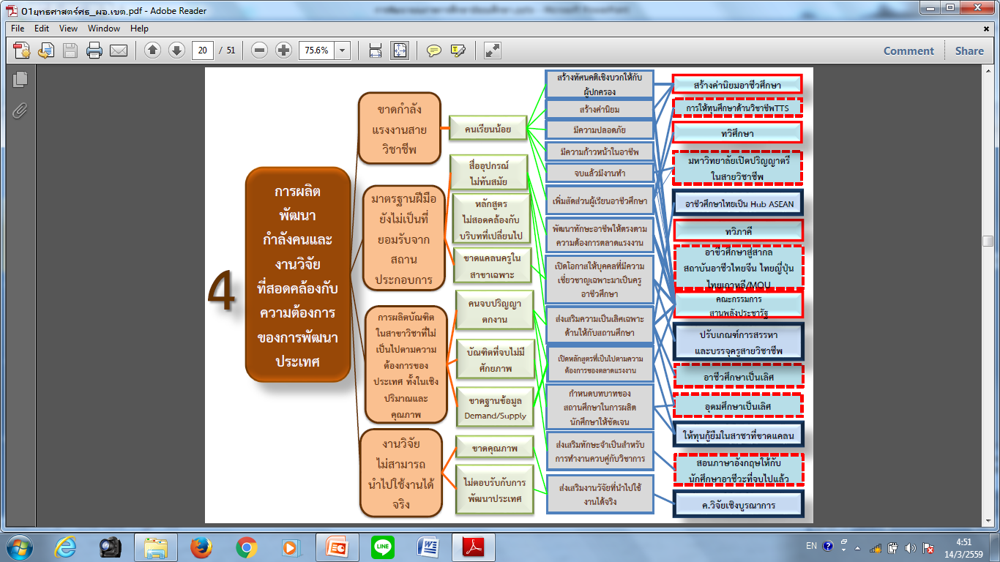 01ยุทธศาสตร์ศธ_ผอ.เขต.pdf - Adobe Reader
File Edit View Window Help
20 / 51
75.6%
Comment Share
4
การผลิต
พัฒนา
กำลังคนและ
งานวิจัย
ที่สอดคล้องกับ
ความต้องการ
ของการพัฒนา
ประเทศ
ขาดกำลัง
แรงงานสาย
วิชาชีพ
มาตรฐานฝีมือ
ยังไม่เป็นที่
ยอมรับจาก
สถาน
ประกอบการ
การผลิตบัณฑิต
ในสาขาวิชาที่ไม่
เป็นไปตามความ
ต้องการของ
ประเทศ ทั้งในเชิง
ปริมาณและ
คุณภาพ
งานวิจัย
ไม่สามารถ
นำไปใช้งานได้
จริง
คนเรียนน้อย
สื่ออุปกรณ์
ไม่ทันสมัย
หลักสูตร
ไม่สอดคล้องกับ
บริบทที่เปลี่ยนไป
ขาดแคลนครูใน
สาขาเฉพาะ
คนจบปริญญา
ตกงาน
บัณฑิตที่จบไม่มี
ศักยภาพ
ขาดฐานข้อมูล
Demand/Supply
ขาดคุณภาพ
ไม่ตอบรับกับการ
พัฒนาประเทศ
สร้างทัศนคติเชิงบวกให้กับ
ผู้ปกครอง
สร้างค่านิยม
มีความปลอดภัย
มีความก้าวหน้าในอาชีพ
จบแล้วมีงานทำ
เพิ่มสัดส่วนผู้เรียนอาชีวศึกษา
พัฒนาทักษะอาชีพให้ตรงตาม
ความต้องการตลาดแรงงาน
เปิดโอกาสให้บุคคลที่มีความ
เชี่ยวชาญเฉพาะมาเป็นครู
อาชีวศึกษา
ส่งเสริมความเป็นเลิศเฉพาะ
ด้านให้กับสถานศึกษา
เปิดหลักสูตรที่เป็นไปตามความ
ต้องการของตลาดแรงงาน
กำหนดบทบาทของ
สถานศึกษาในการผลิต
นักศึกษาให้ชัดเจน
ส่งเสริมทักษะจำเป็นสำหรับ
การทำงานควบคู่กับวิชาการ
ส่งเสริมงานวิจัยที่นำไปใช้
งานได้จริง
สร้างค่านิยมอาชีวศึกษา
การให้ทุนศึกษาด้านวิชาชีพTTS
ทวิศึกษา
มหาวิทยาลัยเปิดปริญญาตรี
ในสายวิชาชีพ
อาชีวศึกษาไทยเป็น Hub ASEAN
ทวิภาคี
อาชีวศึกษาสู่สากล
สถาบันอาชีวไทยจีน ไทยญี่ปุ่น
ไทยเกาหลี/MOU
คณะกรรมการ
สานพลังประชารัฐ
ปรับเกณฑ์การสรรหา
และบรรจุครูสายวิชาชีพ
อาชีวศึกษาเป็นเลิศ
อุดมศึกษาเป็นเลิศ
ให้ทุนกู้ยืมในสาขาที่ขาดแคลน
สอนภาษาอังกฤษให้กับ
นักศึกษาอาชีวะที่จบไปแล้ว
ค.วิจัยเชิงบูรณาการ
LINE
EN
4:51
14/3/2559